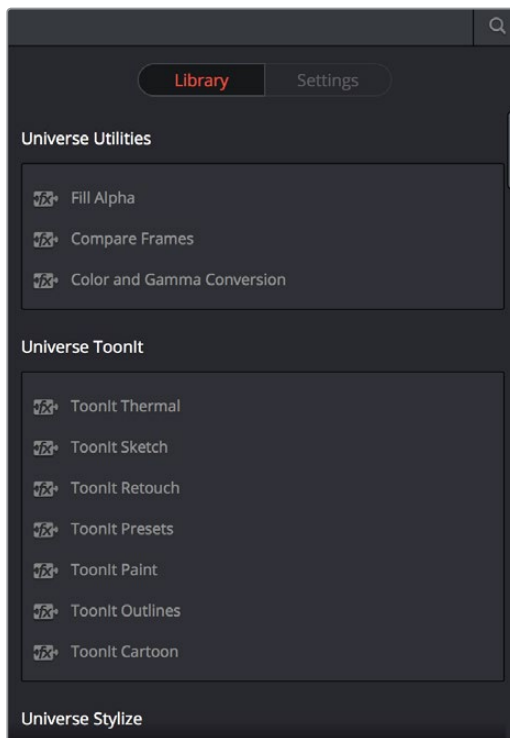 Library Settings
Universe Utilities
Fill Alpha
Compare Frames
Color and Gamma Conversion
Universe ToonIt
ToonIt Thermal
ToonIt Sketch
ToonIt Retouch
ToonIt Presets
ToonIt Paint
ToonIt Outlines
ToonIt Cartoon
Universe Stylize